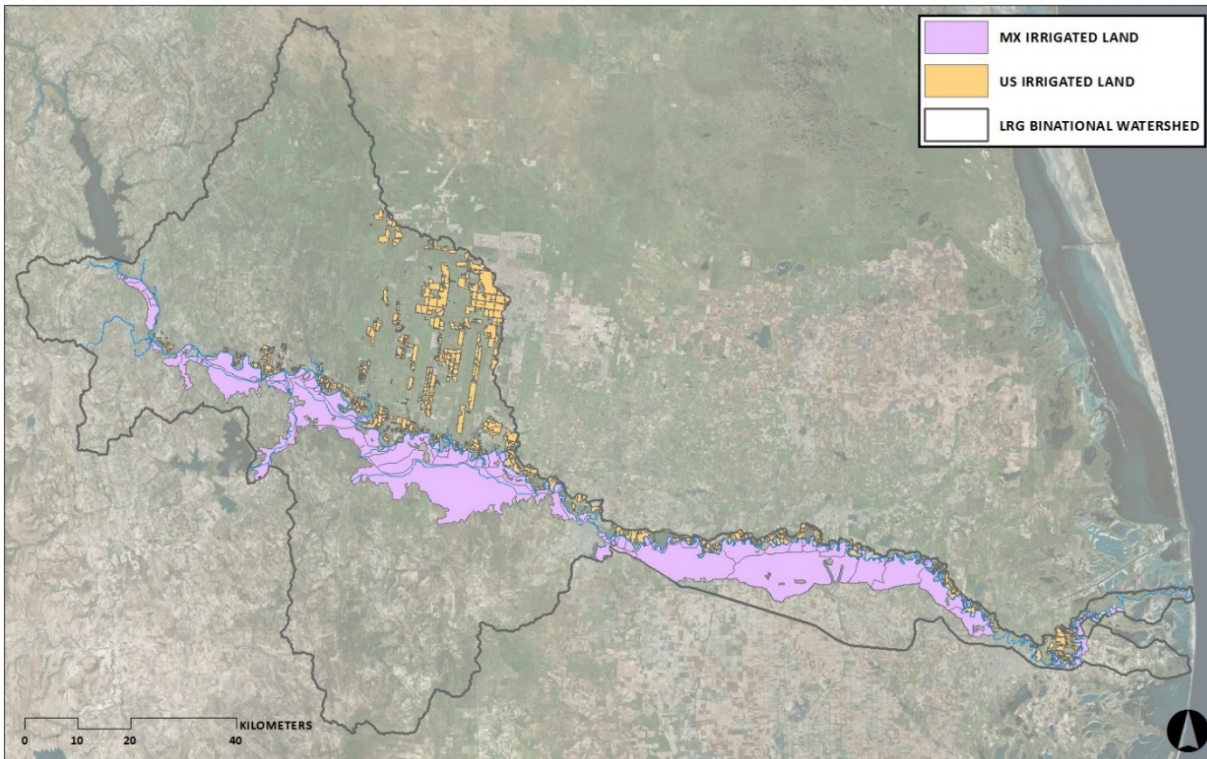 MX IRRIGATED LAND
US IRRIGATED LAND
LRG BINATIONAL WATERSHED
KILOMETERS
0 10 20 40